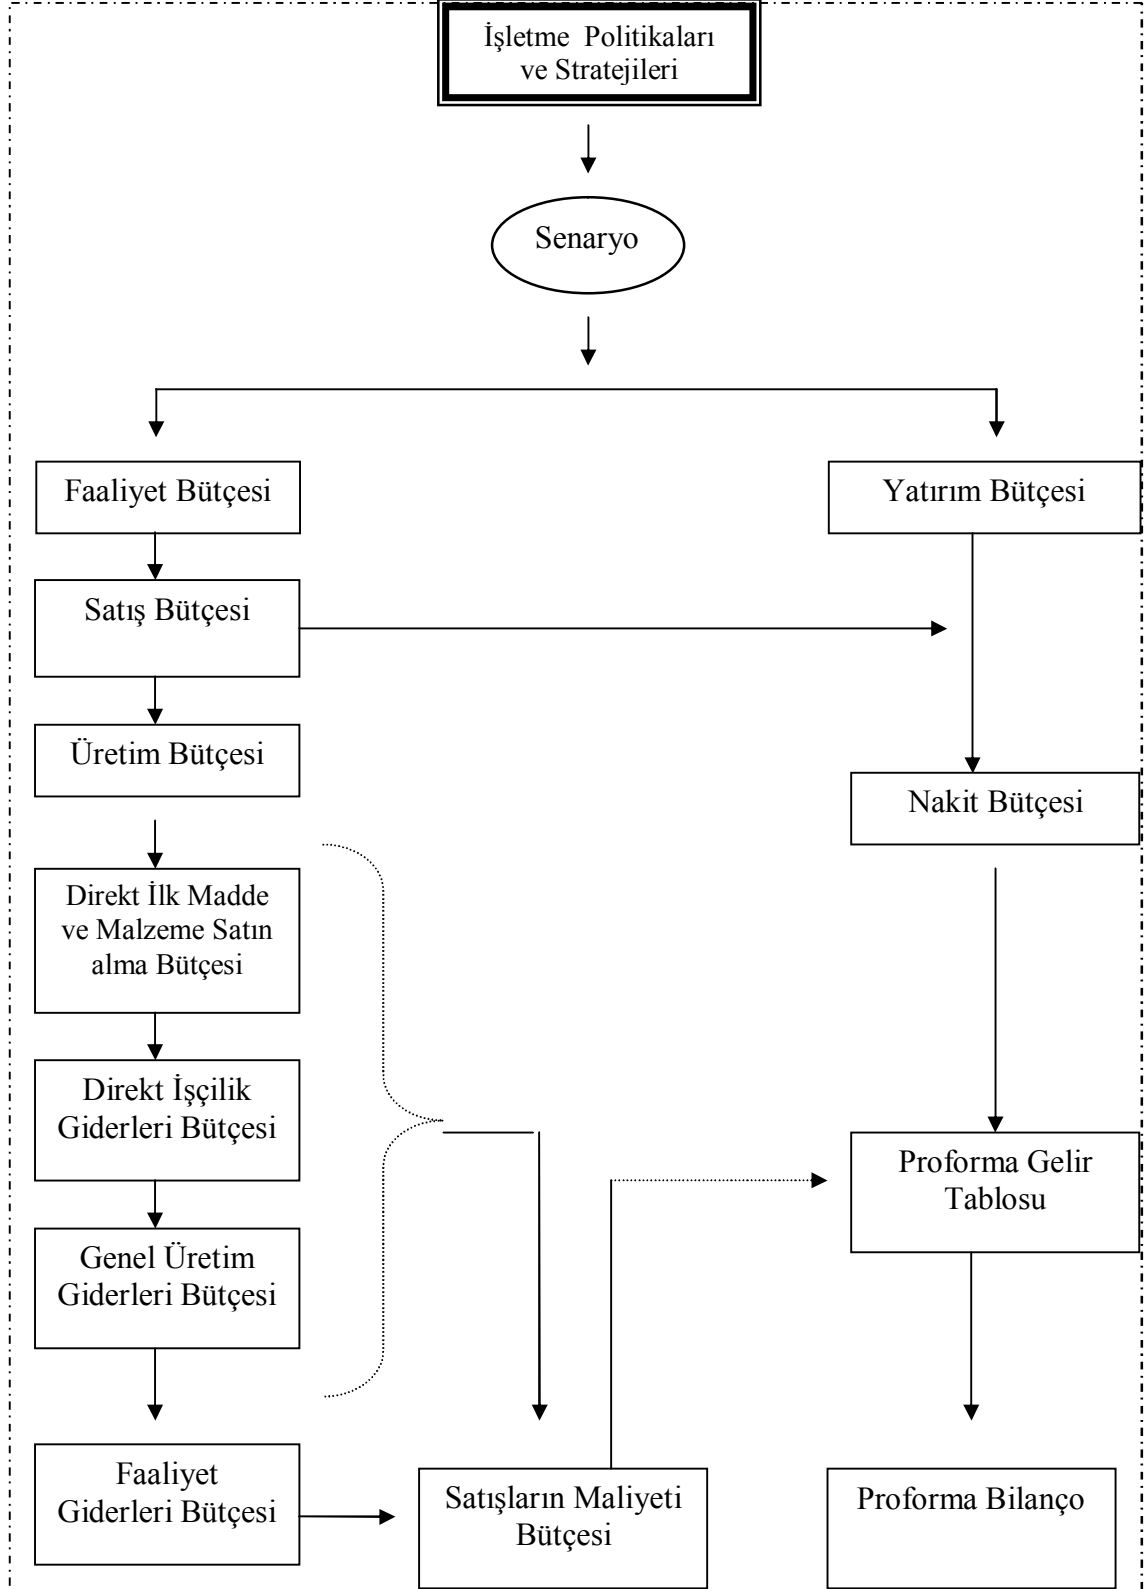 İşletme Politikaları
ve Stratejileri
Senaryo
Faaliyet Bütçesi
Yatırım Bütçesi
Satış Bütçesi
Üretim Bütçesi
Nakit Bütçesi
Direkt İlk Madde
ve Malzeme Satın
alma Bütçesi
Direkt İşçilik
Giderleri Bütçesi
Proforma Gelir
Tablosu
Genel Üretim
Giderleri Bütçesi
Faaliyet
Giderleri Bütçesi
Satışların Maliyeti
Bütçesi
Proforma Bilanço